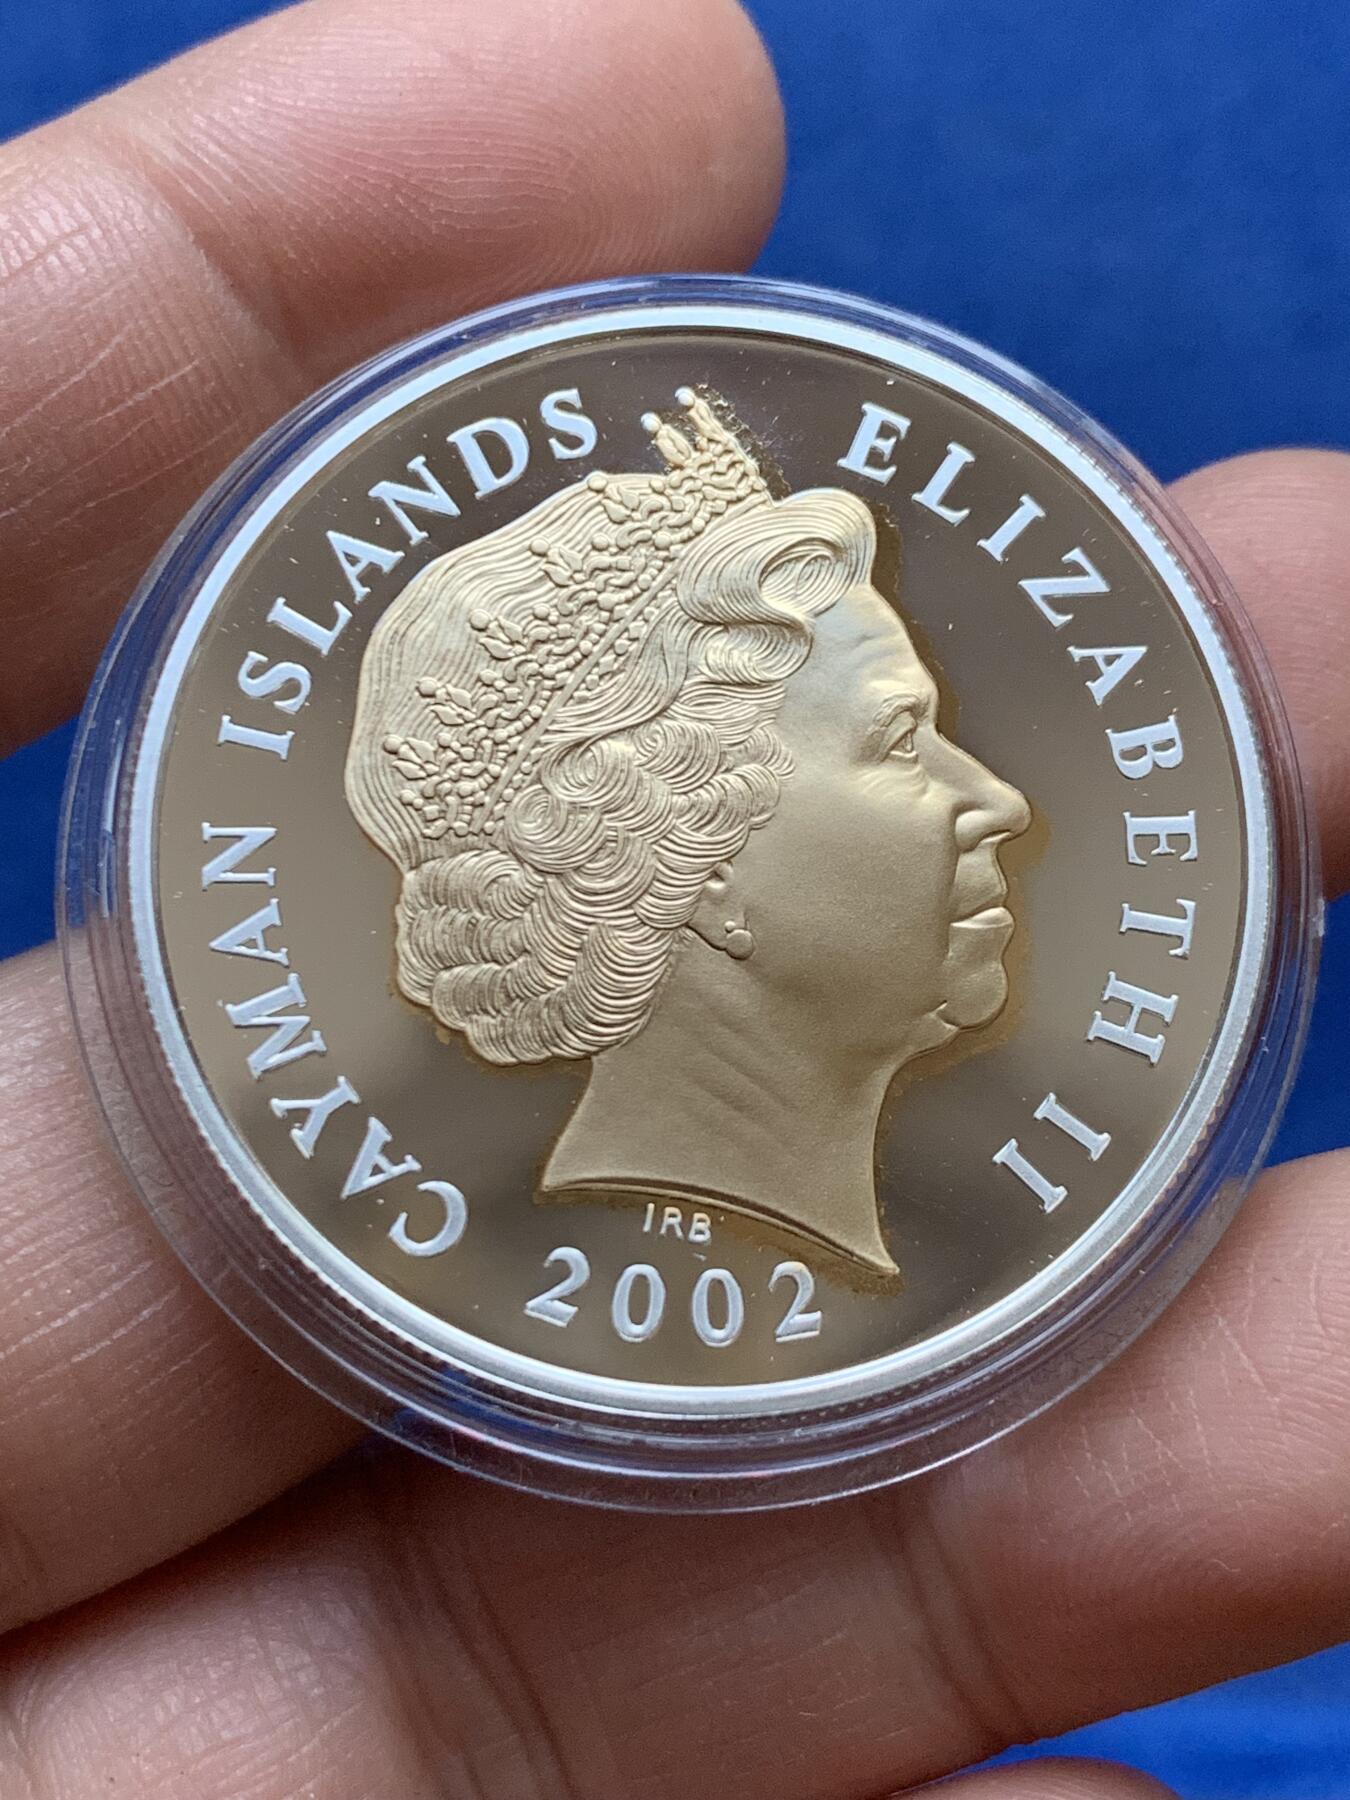 CAYMAN ISLANDS
ELIZABETH II
IRB
2002